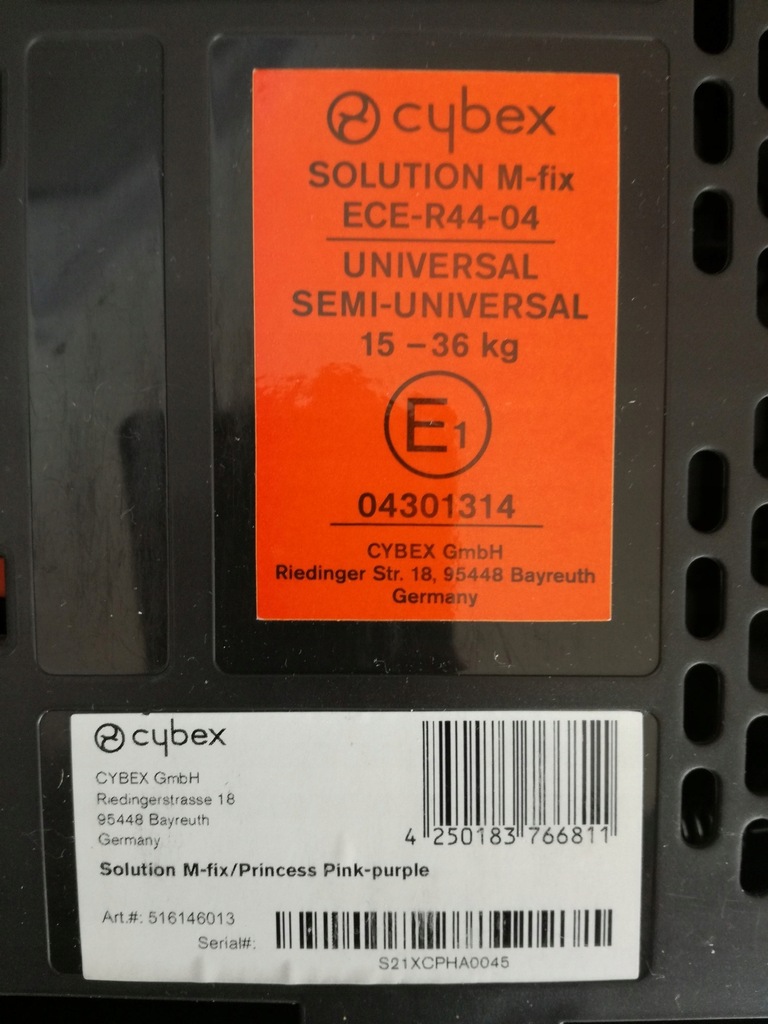 cybex
SOLUTION M-fix
ECE-R44-04
UNIVERSAL
SEMI-UNIVERSAL
15 – 36 kg
E1
04301314
CYBEX GmbH
Riedinger Str. 18, 95448 Bayreuth
Germany
cybex
CYBEX GmbH
Riedingerstrasse 18
95448 Bayreuth
Germany
4 250183 766811
Solution M-fix/Princess Pink-purple
Art.#: 516146013
Serial#:
S21XCPHA0045